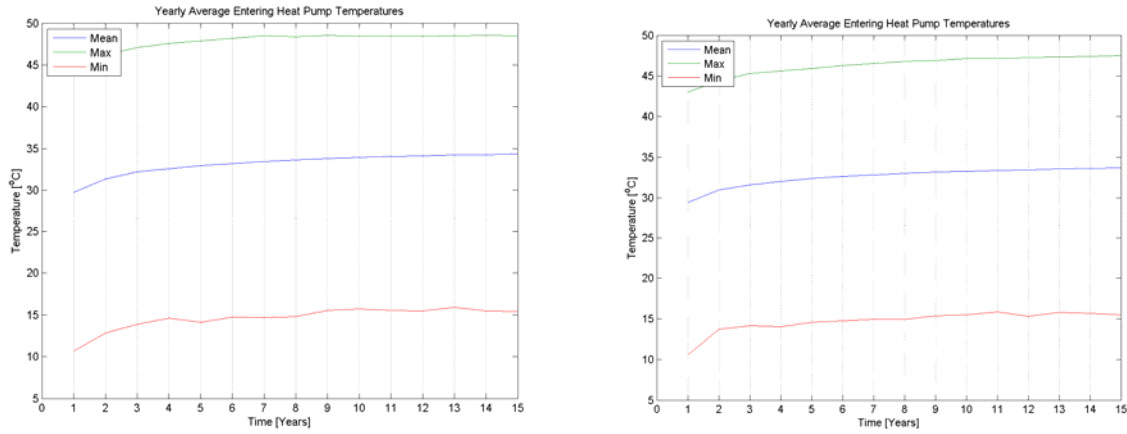 Yearly Average Entering Heat Pump Temperatures
50
45
40
35
30
25
20
15
10
5
Temperature [°C]
Mean
Max
Min
0 1 2 3 4 5 6 7 8 9 10 11 12 13 14 15
Time [Years]
Yearly Average Entering Heat Pump Temperatures
50
45
40
35
30
25
20
15
10
5
Temperature [°C]
Mean
Max
Min
0 1 2 3 4 5 6 7 8 9 10 11 12 13 14 15
Time [Years]